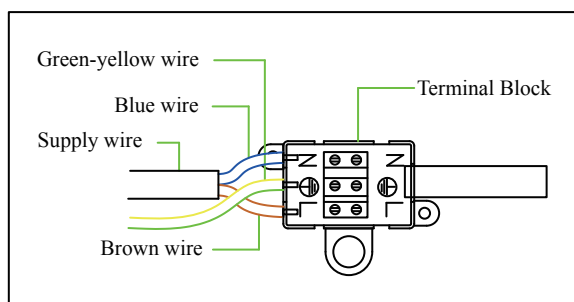 Green-yellow wire
Blue wire
Terminal Block
Supply wire
N
N
L
L
Brown wire